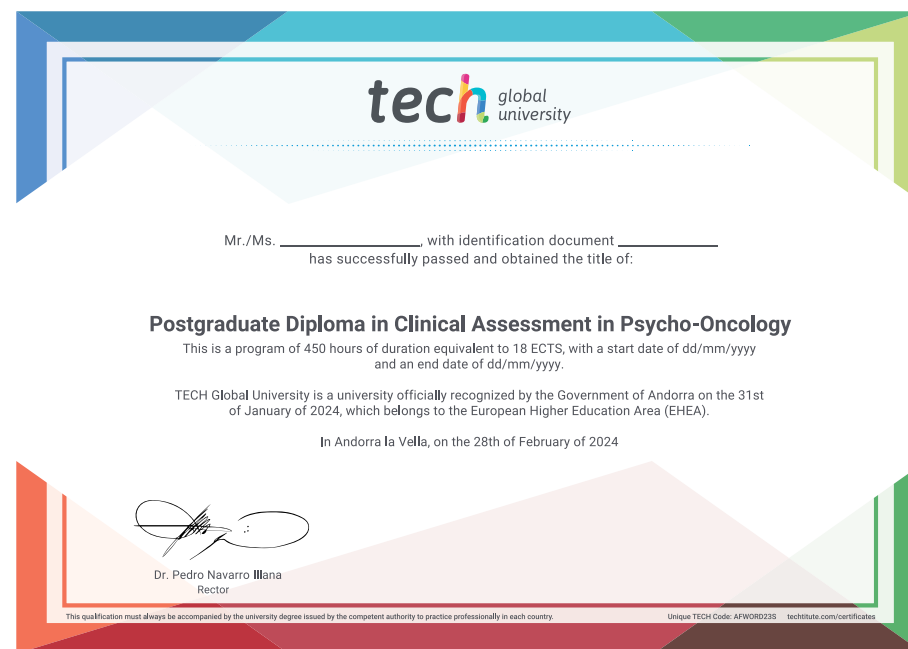 tech global university
Mr./Ms. ____________________, with identification document ______________
has successfully passed and obtained the title of:
Postgraduate Diploma in Clinical Assessment in Psycho-Oncology
This is a program of 450 hours of duration equivalent to 18 ECTS, with a start date of dd/mm/yyyy
and an end date of dd/mm/yyyy.
TECH Global University is a university officially recognized by the Government of Andorra on the 31st
of January of 2024, which belongs to the European Higher Education Area (EHEA).
In Andorra la Vella, on the 28th of February of 2024
Dr. Pedro Navarro Illana
Rector
This qualification must always be accompanied by the university degree issued by the competent authority to practice professionally in each country.
Unique TECH Code: AFWORD23S techtitute.com/certificates